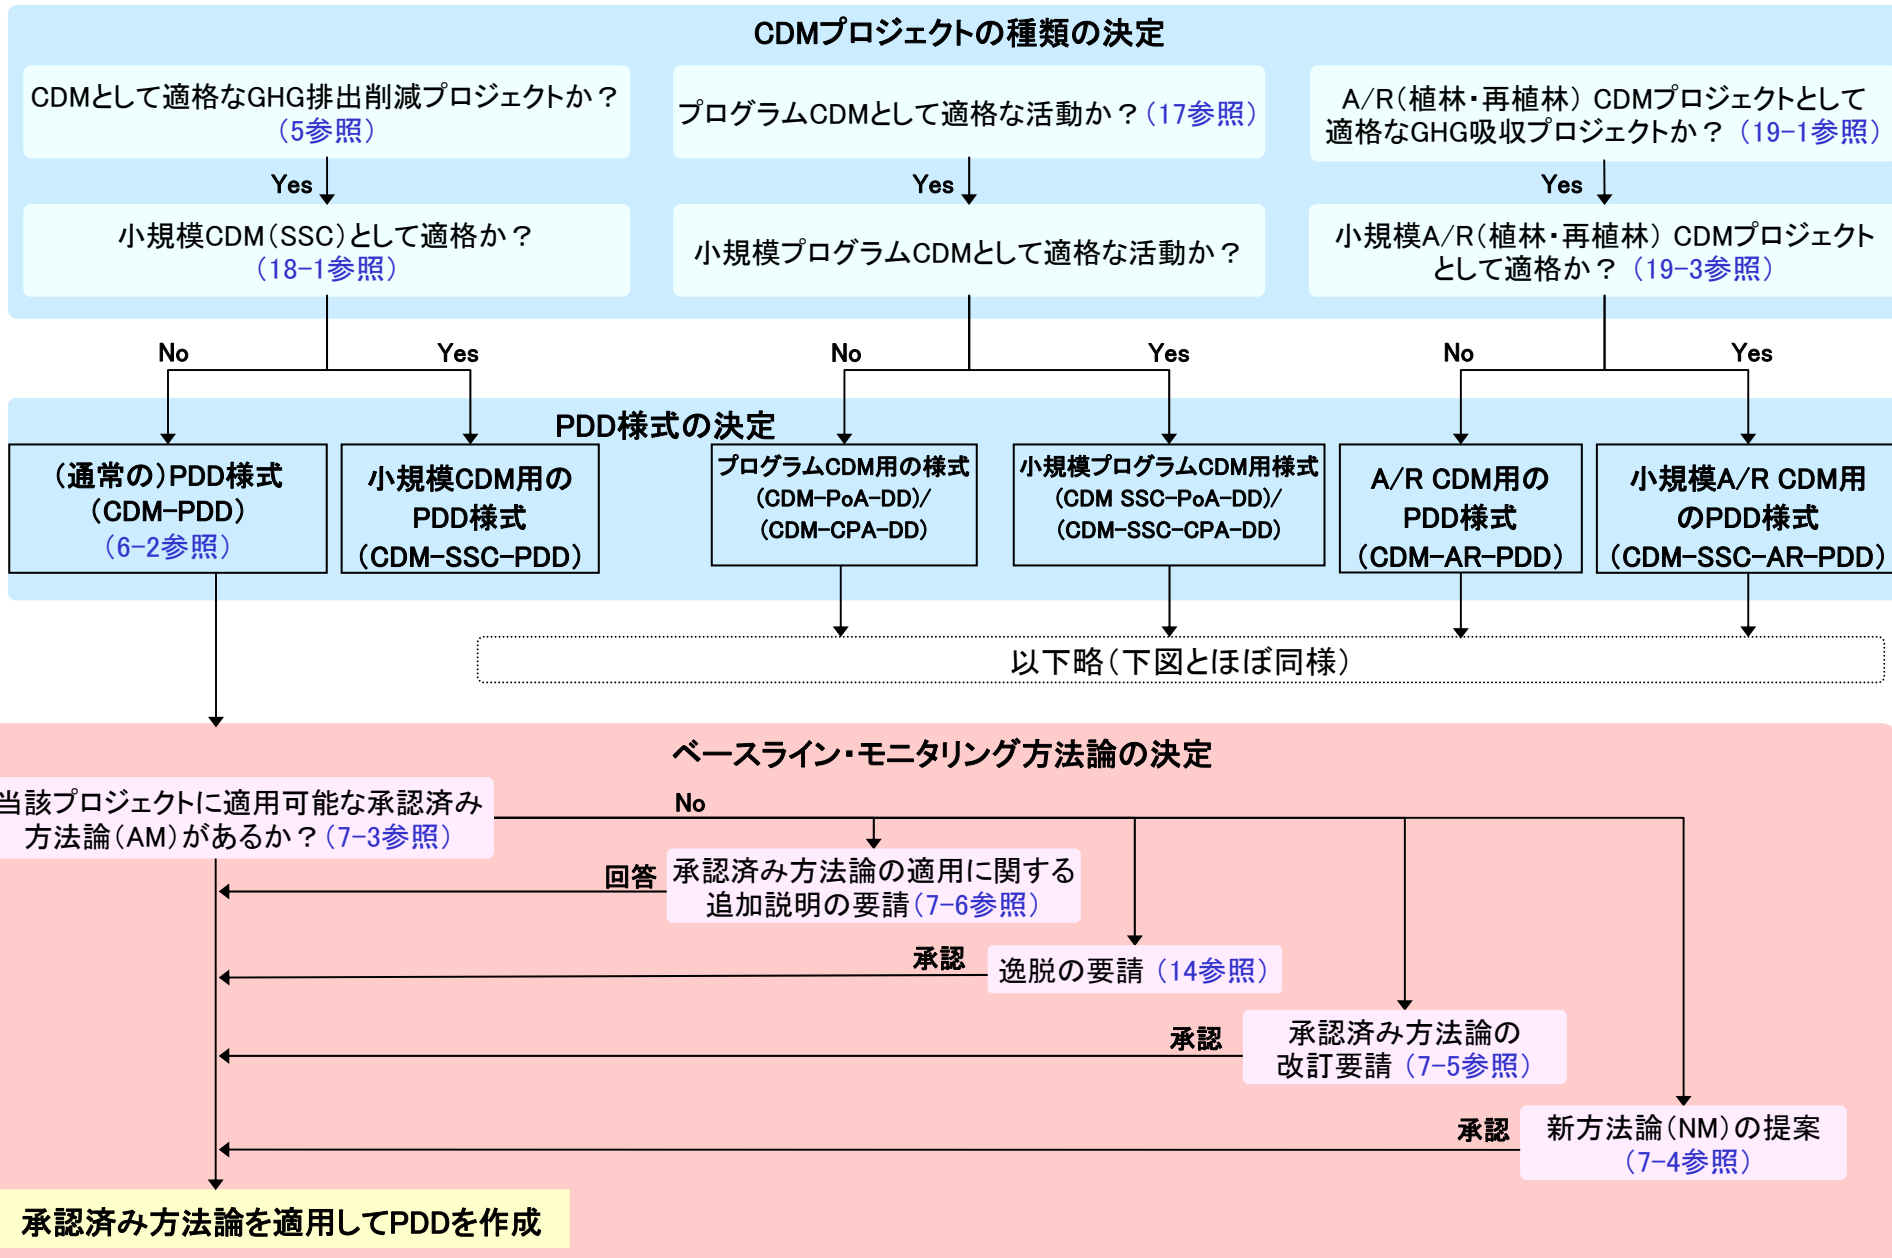 CDMプロジェクトの種類の決定
CDMとして適格なGHG排出削減プロジェクトか？
（5参照）
プログラムCDMとして適格な活動か？（17参照）
A/R（植林・再植林） CDMプロジェクトとして
適格なGHG吸収プロジェクトか？ （19-1参照）
Yes
Yes
Yes
小規模CDM（SSC）として適格か？
（18-1参照）
小規模プログラムCDMとして適格な活動か？
小規模A/R（植林・再植林） CDMプロジェクト
として適格か？ （19-3参照）
No
Yes
No
Yes
No
Yes
PDD様式の決定
（通常の）PDD様式
（CDM-PDD）
（6-2参照）
小規模CDM用の
PDD様式
（CDM-SSC-PDD）
プログラムCDM用の様式
（CDM-PoA-DD）/
（CDM-CPA-DD）
小規模プログラムCDM用様式
（CDM SSC-PoA-DD）/
（CDM-SSC-CPA-DD）
A/R CDM用の
PDD様式
（CDM-AR-PDD）
小規模A/R CDM用
のPDD様式
（CDM-SSC-AR-PDD）
以下略（下図とほぼ同様）
ベースライン・モニタリング方法論の決定
当該プロジェクトに適用可能な承認済み
方法論（AM）があるか？（7-3参照）
No
回答
承認済み方法論の適用に関する
追加説明の要請（7-6参照）
承認
逸脱の要請 （14参照）
承認
承認済み方法論の
改訂要請 （7-5参照）
承認
新方法論（NM）の提案
（7-4参照）
承認済み方法論を適用してPDDを作成